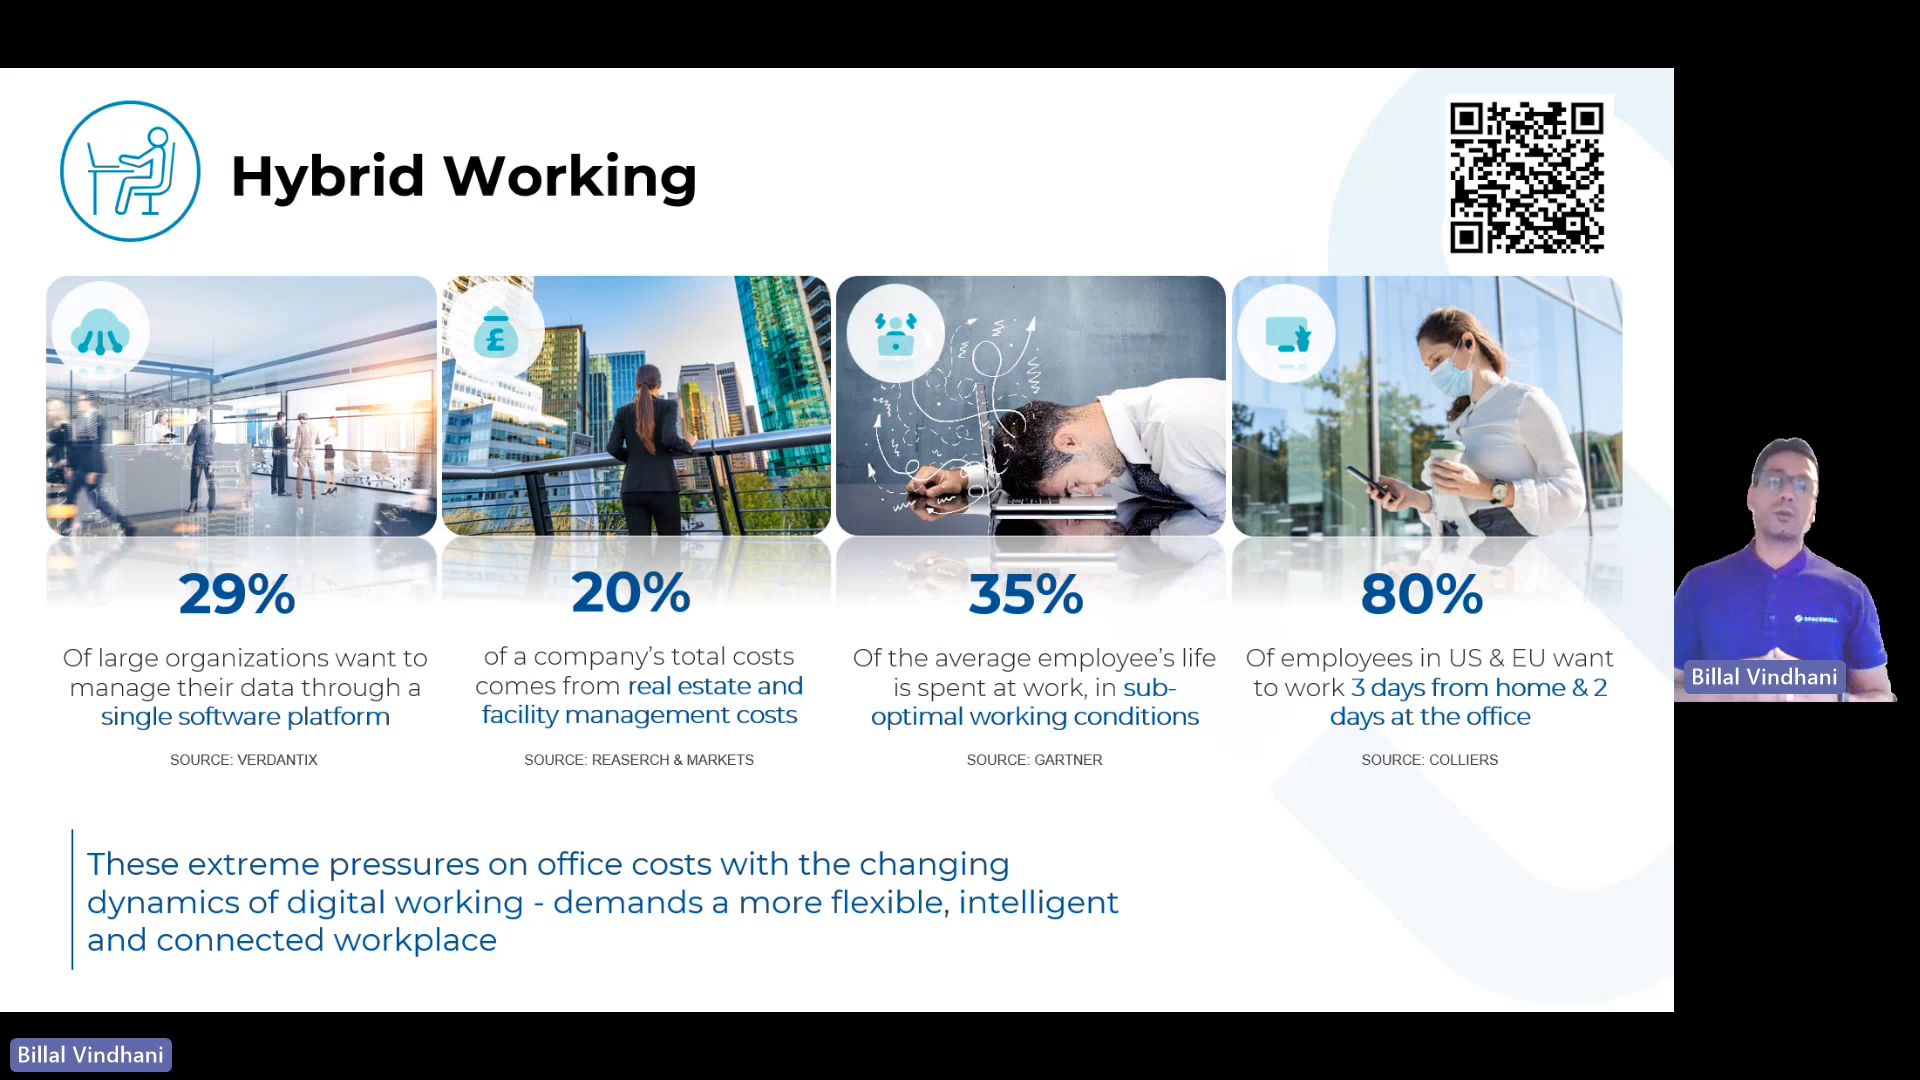 Hybrid Working
£
29%
Of large organizations want to
manage their data through a
single software platform
SOURCE: VERDANTIX
20%
of a company's total costs
comes from real estate and
facility management costs
SOURCE: REASERCH & MARKETS
35%
Of the average employee's life
is spent at work, in sub-
optimal working conditions
SOURCE: GARTNER
80%
Of employees in US & EU want
to work 3 days from home & 2
days at the office
SOURCE: COLLIERS
These extreme pressures on office costs with the changing
dynamics of digital working - demands a more flexible, intelligent
and connected workplace
SPACEWELL
Billal Vindhani
Billal Vindhani